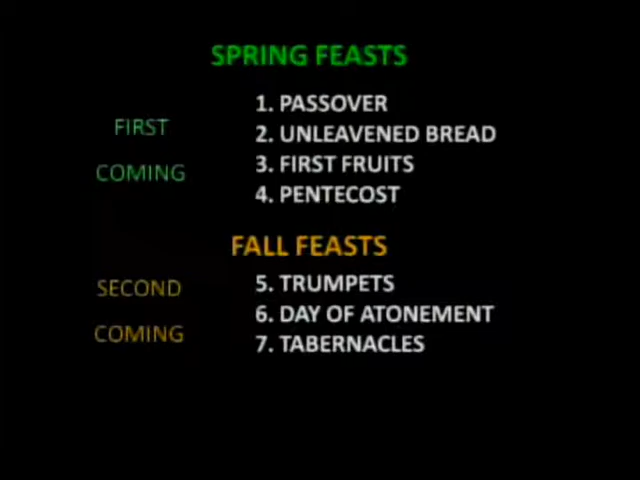 SPRING FEASTS
1. PASSOVER
FIRST
2. UNLEAVENED BREAD
3. FIRST FRUITS
COMING
4. PENTECOST
FALL FEASTS
5. TRUMPETS
SECOND
6. DAY OF ATONEMENT
COMING
7. TABERNACLES